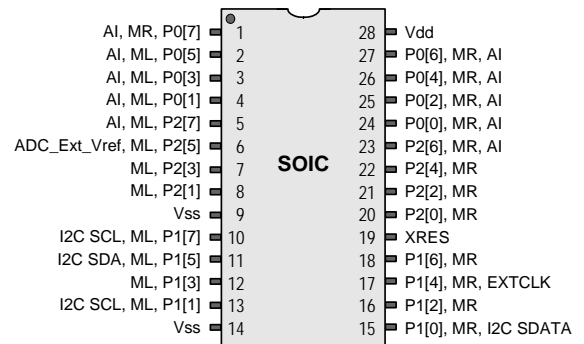 AI, MR, P0[7] 1 28 Vdd
AI, ML, P0[5] 2 27 P0[6], MR, AI
AI, ML, P0[3] 3 26 P0[4], MR, AI
AI, ML, P0[1] 4 25 P0[2], MR, AI
AI, ML, P2[7] 5 24 P0[0], MR, AI
ADC_Ext_Vref, ML, P2[5] 6 23 P2[6], MR, AI
ML, P2[3] 7 SOIC 22 P2[4], MR
ML, P2[1] 8 21 P2[2], MR
Vss 9 20 P2[0], MR
I2C SCL, ML, P1[7] 10 19 XRES
I2C SDA, ML, P1[5] 11 18 P1[6], MR
ML, P1[3] 12 17 P1[4], MR, EXTCLK
I2C SCL, ML, P1[1] 13 16 P1[2], MR
Vss 14 15 P1[0], MR, I2C SDATA